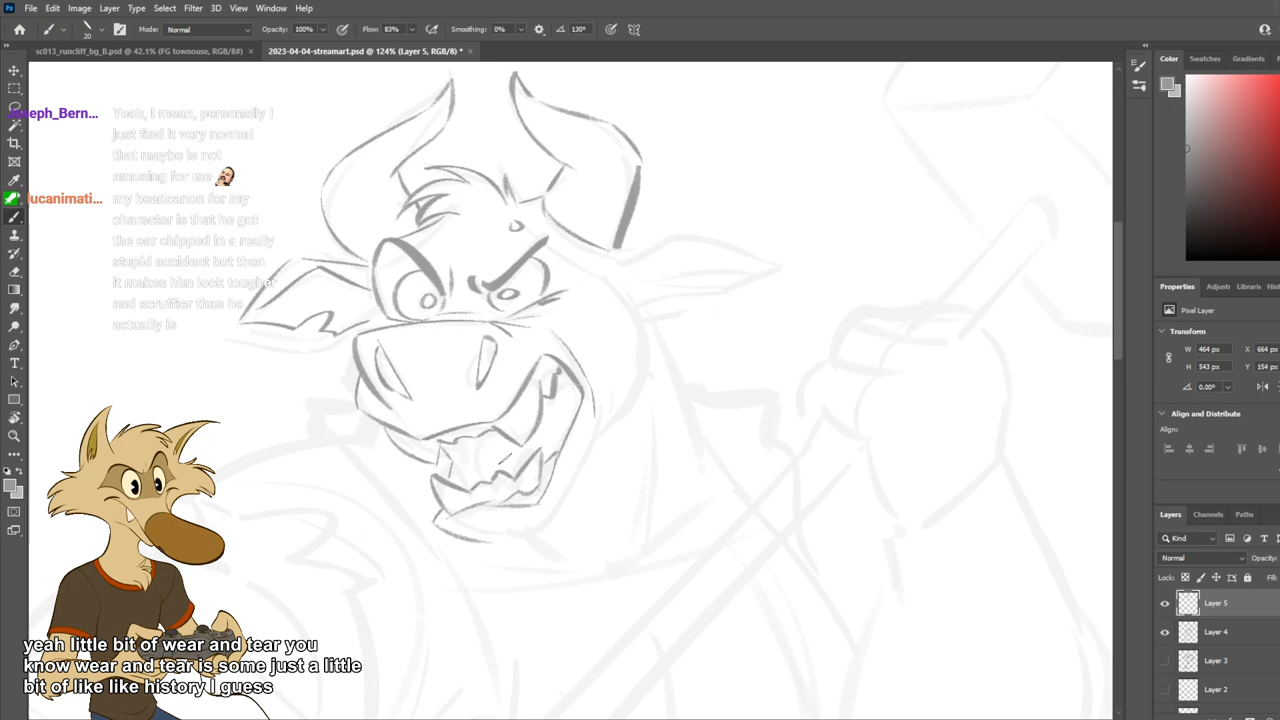 Ps File Edit Image Layer Type Select Filter 3D View Window Help
20 Mode: Normal Opacity: 100% Flow: 83% Smoothing: 0% 130°
sc013_runcliff_bg_B.psd @ 42.1% (FG townouse, RGB/8#) × 2023-04-04-streamart.psd @ 124% (Layer 5, RGB/8) * ×
Color Swatches Gradients
Joseph_Bern... Yeah, I mean, personally I
just find it very normal
that maybe is not
amusing for me
lucanimati... my headcanon for my
character is that he got
the ear chipped in a really
stupid accident but then
it makes him look tougher
and scruffier than he
actually is
Properties Adjustr Librarie
Pixel Layer
Transform
W 464 px X 664 px
H 543 px Y 154 px
0.00°
Align and Distribute
Align:
Layers Channels Paths
Kind
Normal Opacity:
Lock: Fill:
Layer 5
Layer 4
Layer 3
Layer 2
yeah little bit of wear and tear you
know wear and tear is some just a little
bit of like like history I guess